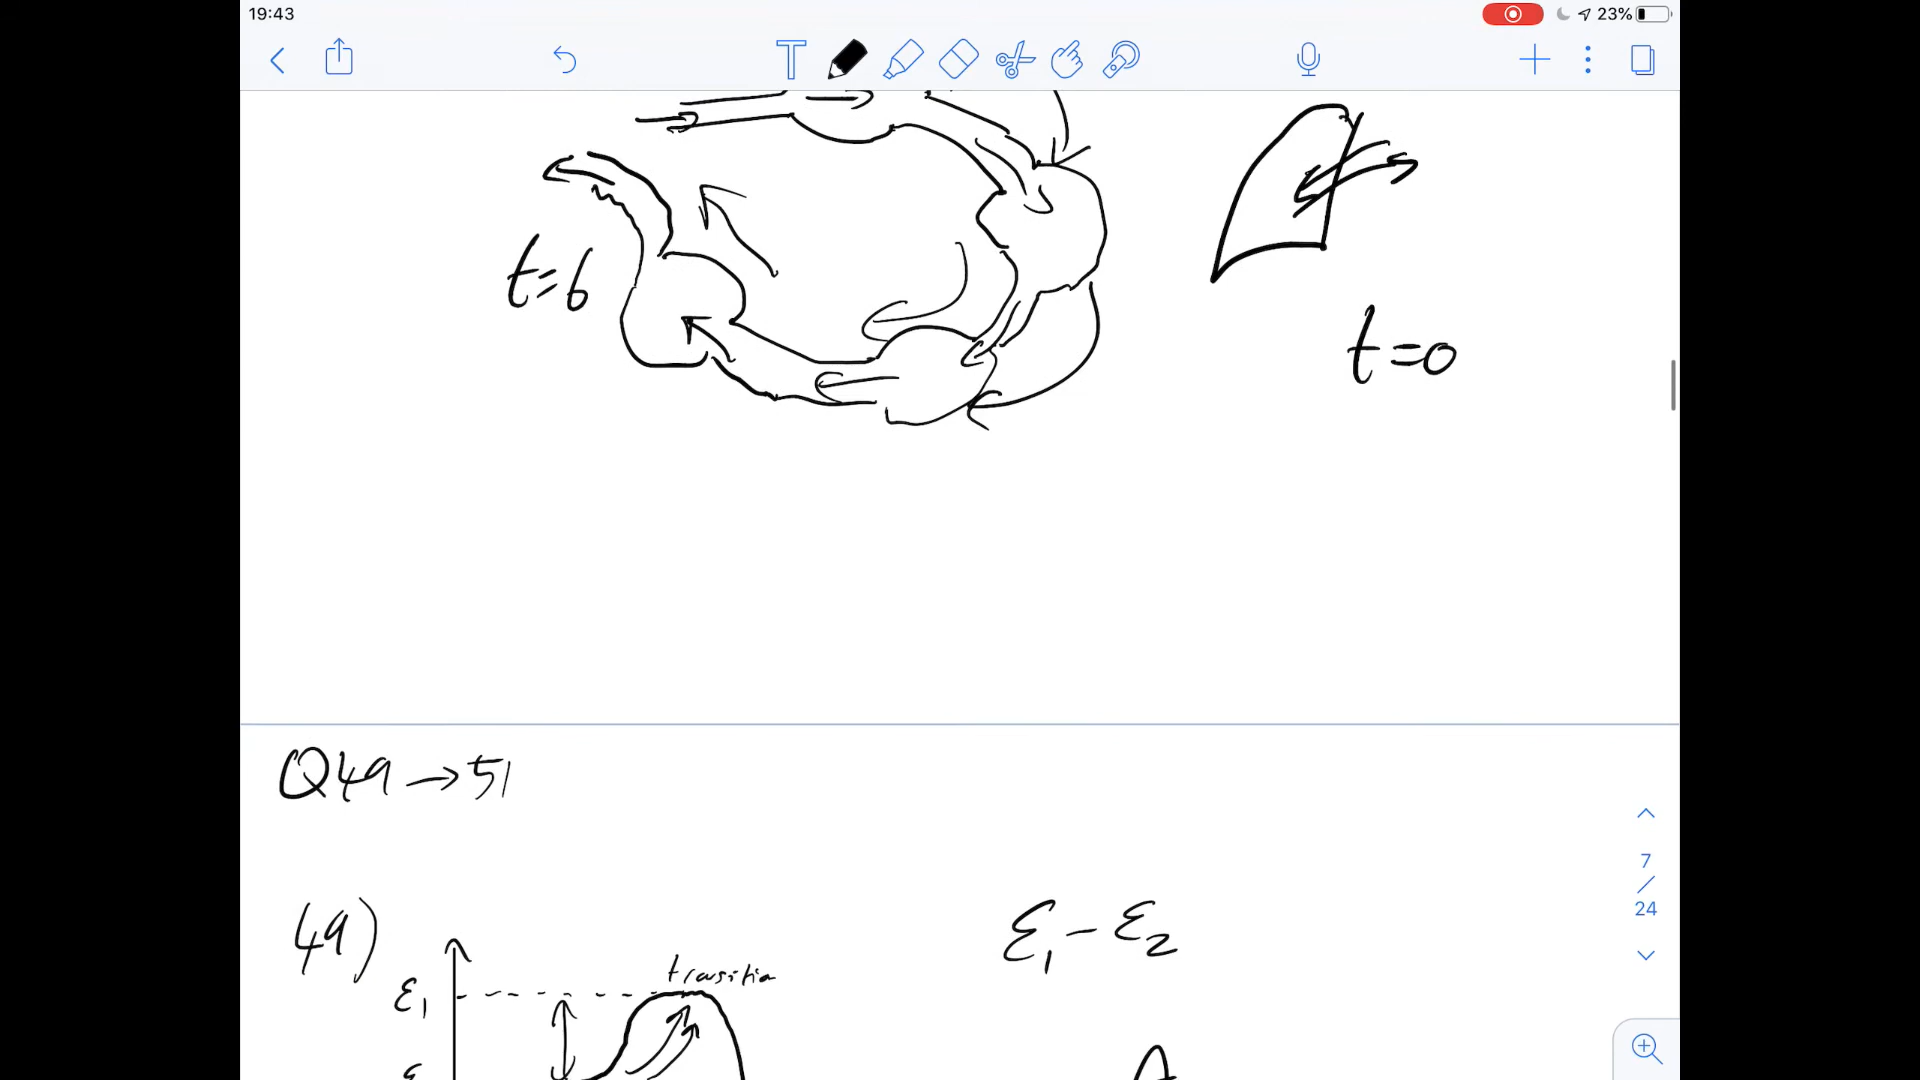 19:43
23%
T
t=6
t=0
Q49→51
7
/
24
49)
ε₁-ε₂
transition
ε₁